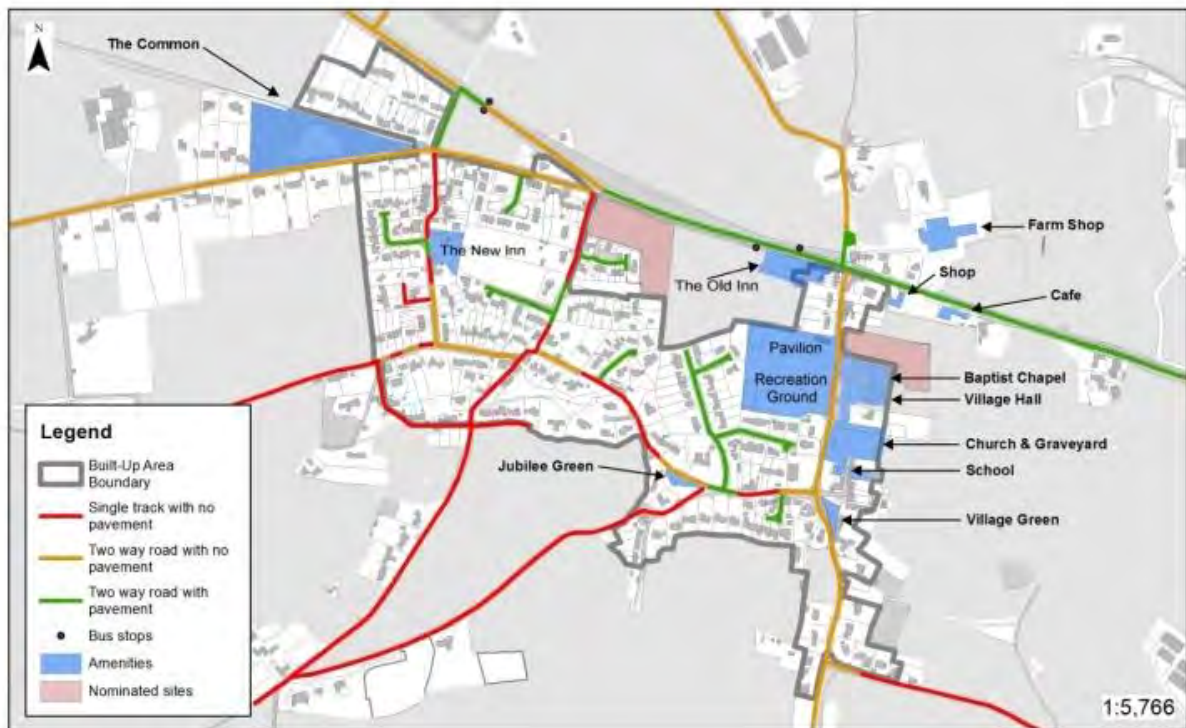 N
The Common
Farm Shop
The New Inn
The Old Inn
Shop
Cafe
Pavilion
Recreation
Ground
Baptist Chapel
Village Hall
Church & Graveyard
School
Jubilee Green
Village Green
Legend
Built-Up Area
Boundary
Single track with no
pavement
Two way road with no
pavement
Two way road with
pavement
Bus stops
Amenities
Nominated sites
1:5,766